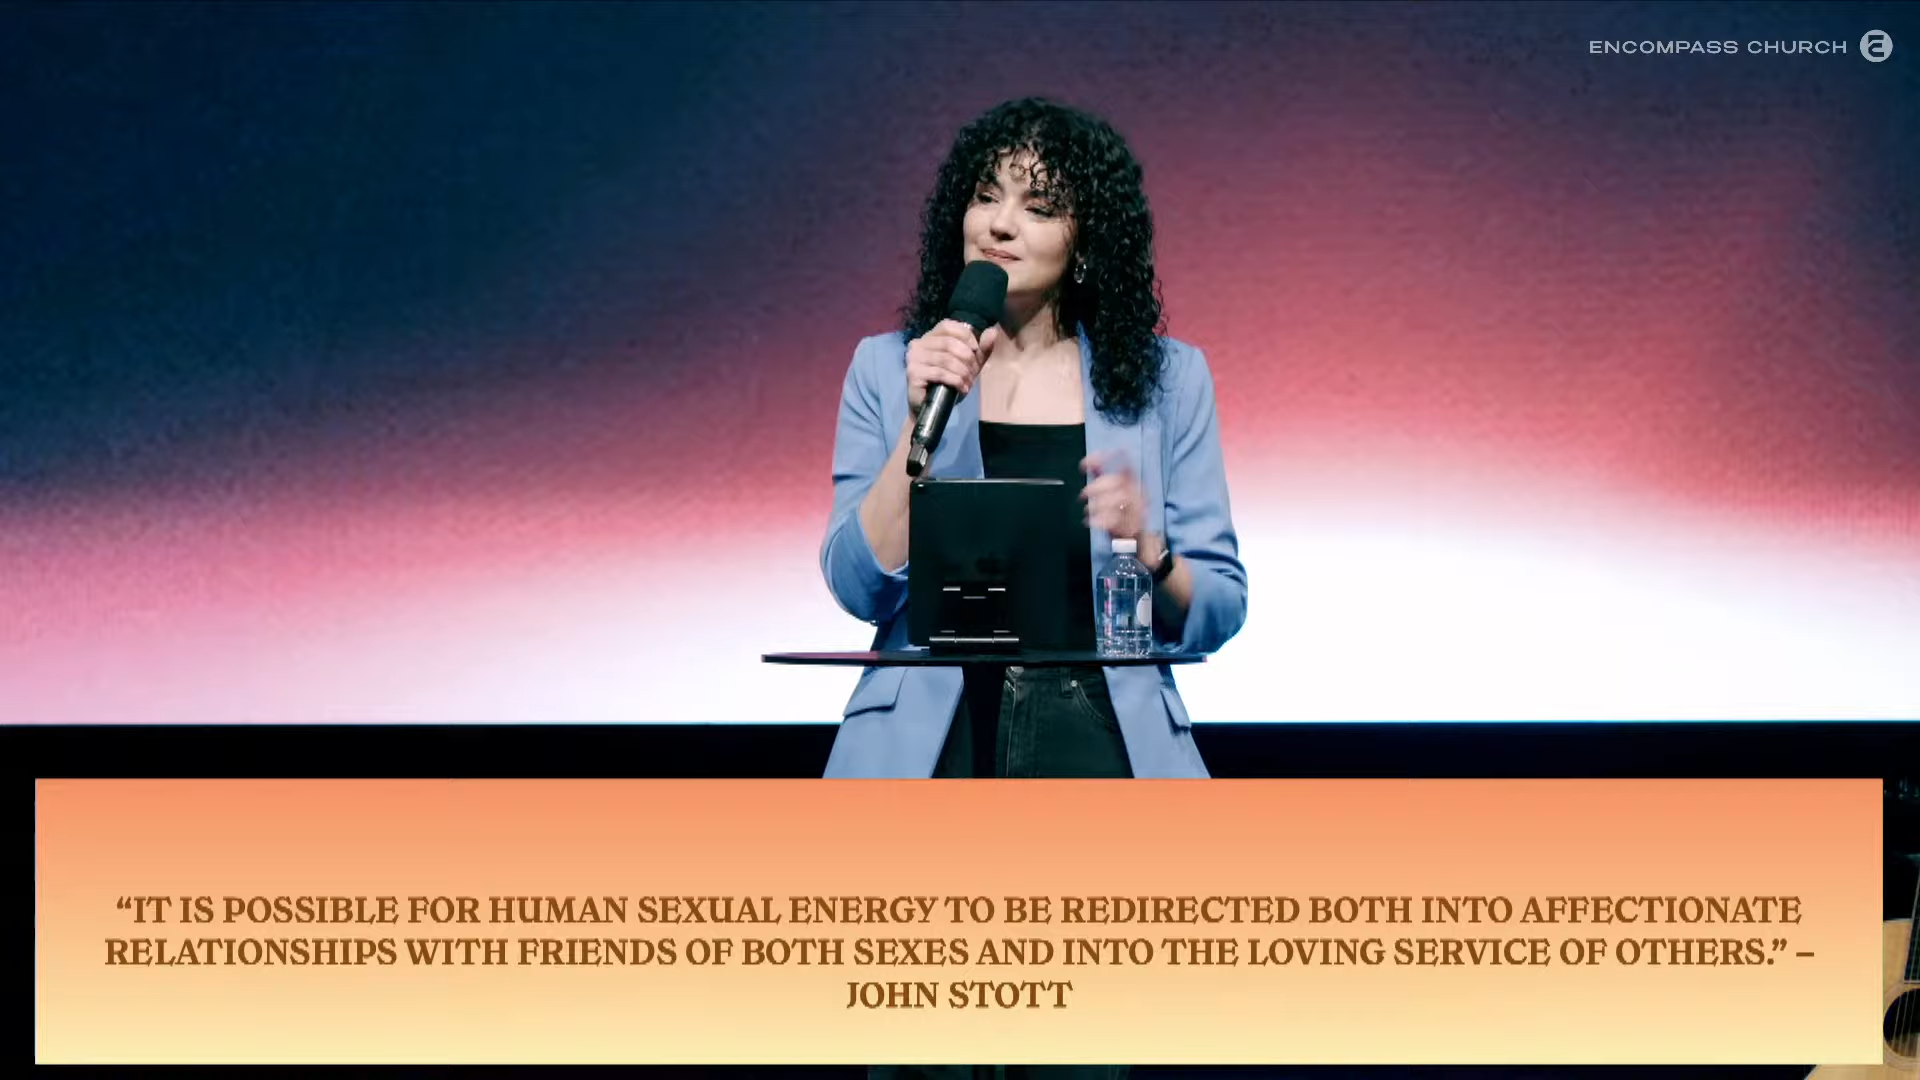 ENCOMPASS CHURCH
“IT IS POSSIBLE FOR HUMAN SEXUAL ENERGY TO BE REDIRECTED BOTH INTO AFFECTIONATE
RELATIONSHIPS WITH FRIENDS OF BOTH SEXES AND INTO THE LOVING SERVICE OF OTHERS.” –
JOHN STOTT